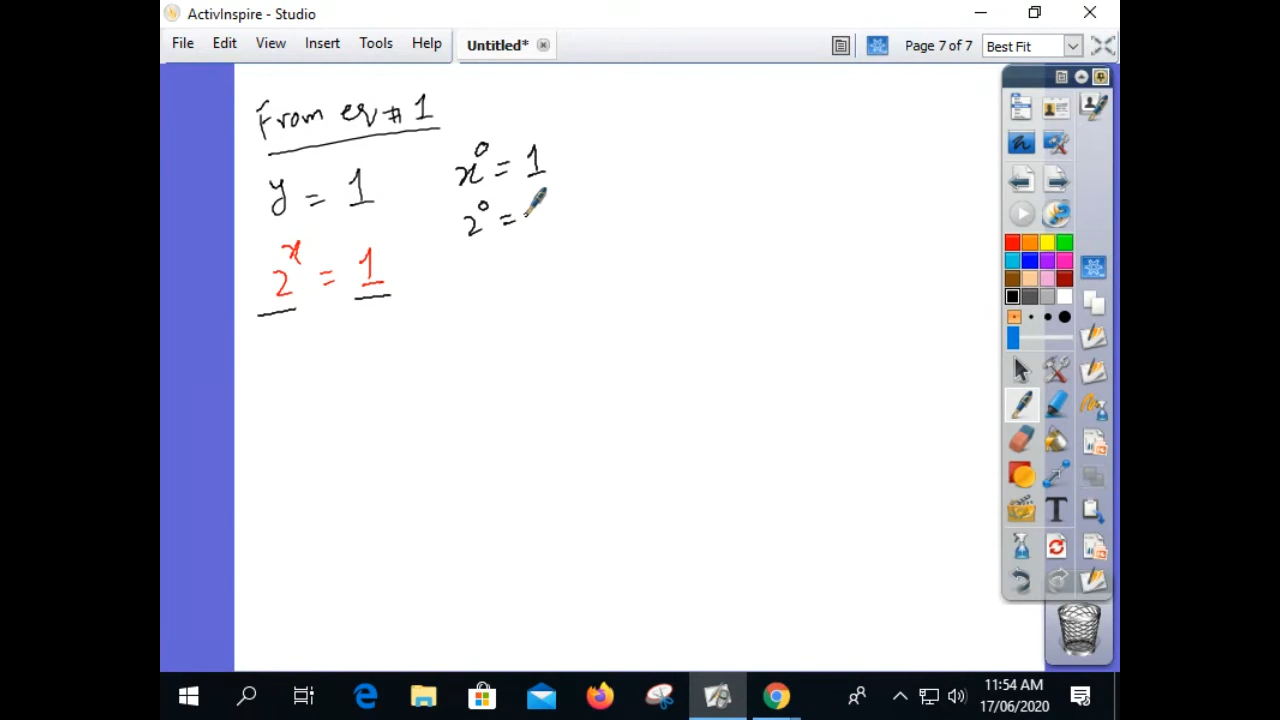 ActivInspire - Studio
File Edit View Insert Tools Help Untitled* Page 7 of 7 Best Fit
From eq # 1
y = 1
x⁰ = 1
2⁰ =
2ˣ = 1
11:54 AM
17/06/2020